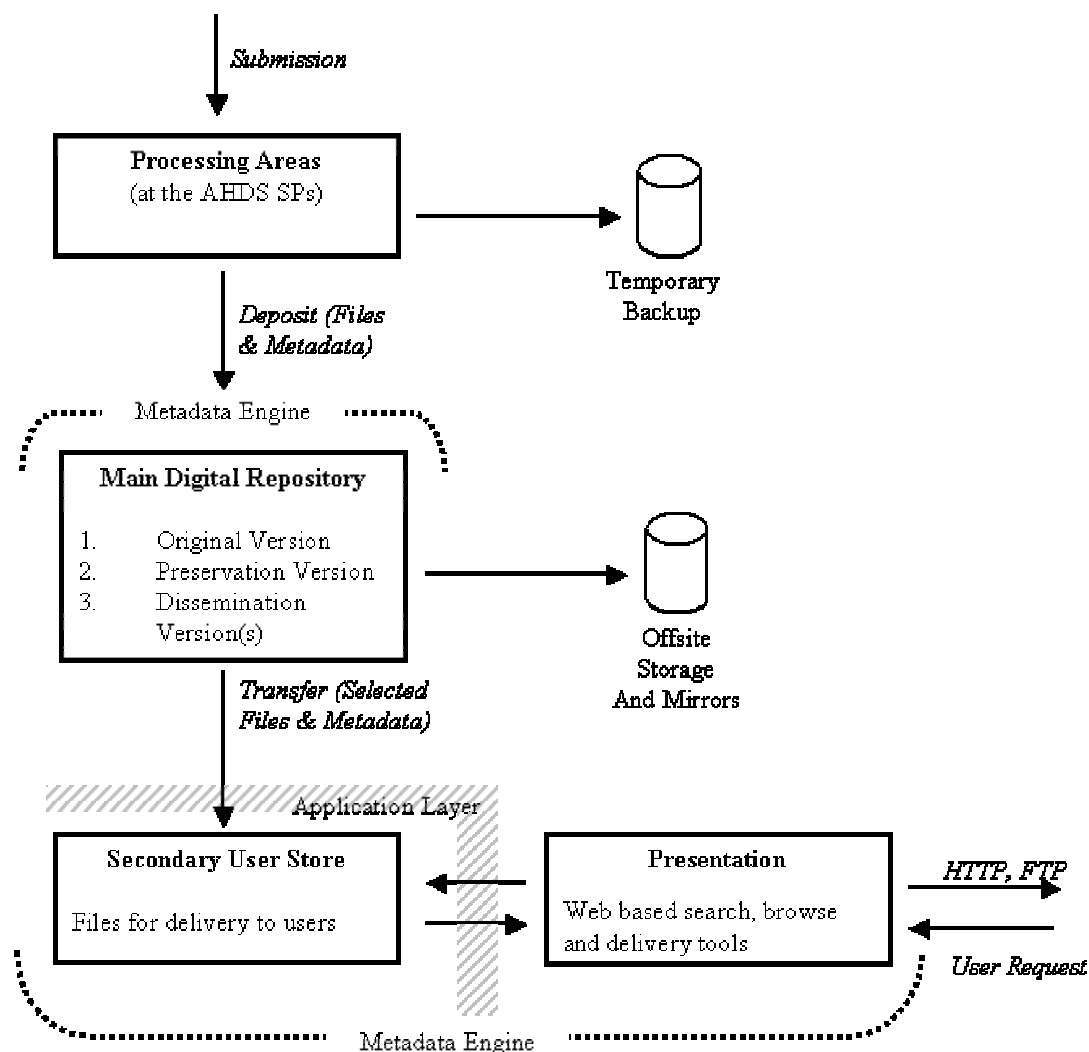 Submission
Processing Areas
(at the AHDS SPs)
Temporary
Backup
Deposit (Files
& Metadata)
Metadata Engine
Main Digital Repository
1. Original Version
2. Preservation Version
3. Dissemination
Version(s)
Offsite
Storage
And Mirrors
Transfer (Selected
Files & Metadata)
Application Layer
Secondary User Store
Files for delivery to users
Presentation
Web based search, browse
and delivery tools
HTTP, FTP
User Request
Metadata Engine